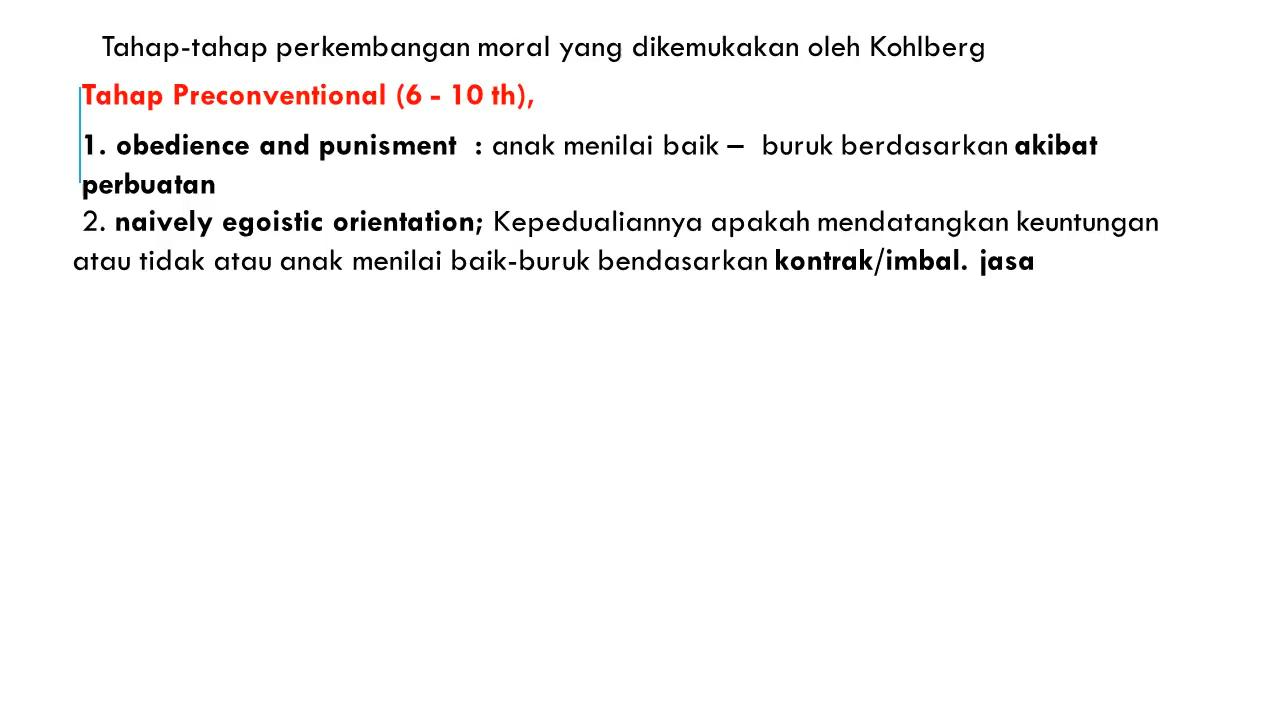 Tahap-tahap perkembangan moral yang dikemukakan oleh Kohlberg
Tahap Preconventional (6 - 10 th),
1. obedience and punisment : anak menilai baik – buruk berdasarkan akibat
perbuatan
2. naively egoistic orientation; Kepedualiannya apakah mendatangkan keuntungan
atau tidak atau anak menilai baik-buruk bendasarkan kontrak/imbal. jasa